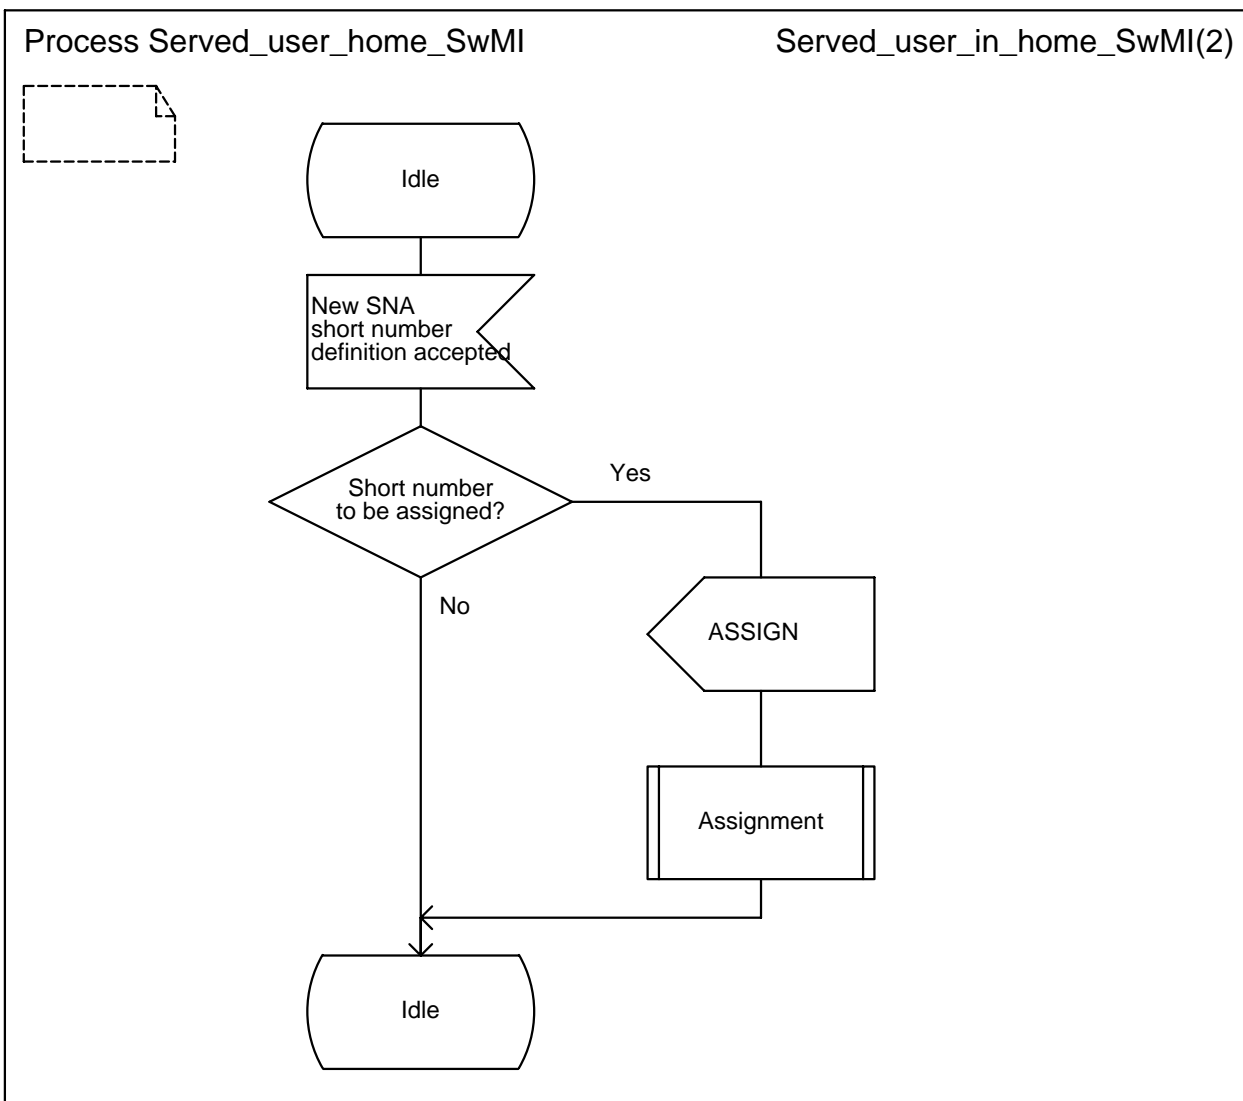 Process Served_user_home_SwMI
Served_user_in_home_SwMI(2)
Idle
New SNA
short number
definition accepted
Short number
to be assigned?
Yes
No
ASSIGN
Assignment
Idle